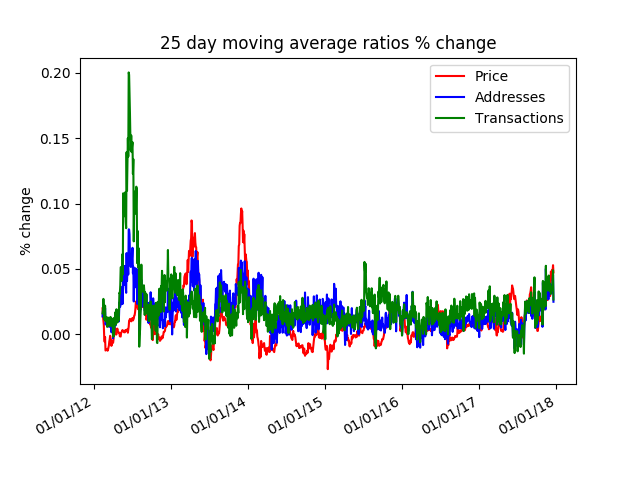 25 day moving average ratios % change
Price
Addresses
Transactions
% change
0.20
0.15
0.10
0.05
0.00
01/01/12
01/01/13
01/01/14
01/01/15
01/01/16
01/01/17
01/01/18